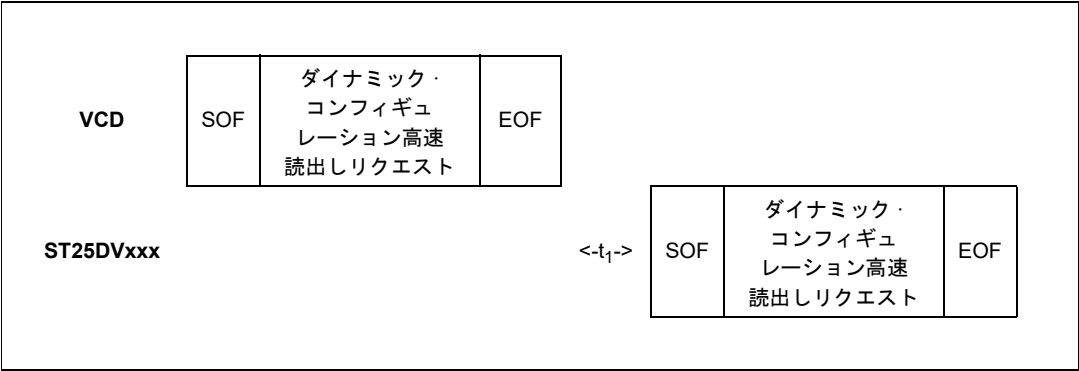 VCD
SOF
ダイナミック・
コンフィギュ
レーション高速
読出しリクエスト
EOF
ST25DVxxx
<-t₁->
SOF
ダイナミック・
コンフィギュ
レーション高速
読出しリクエスト
EOF